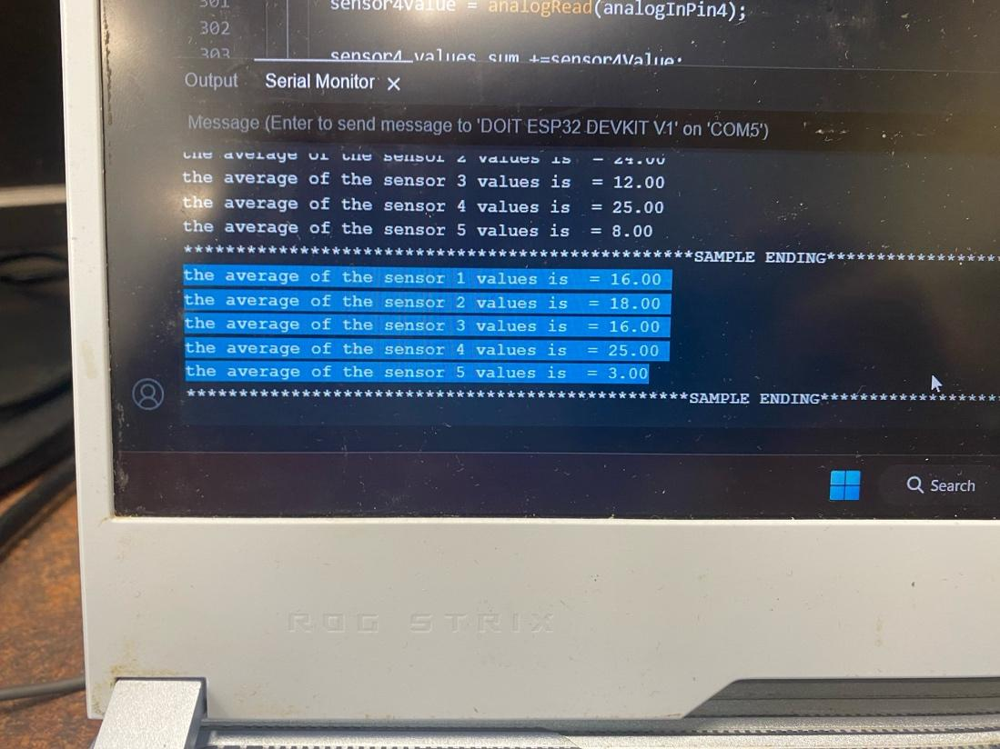 301 sensor4Value = analogRead(analogInPin4);
302
303 sensor4_values_sum +=sensor4Value;
Output Serial Monitor ×
Message (Enter to send message to 'DOIT ESP32 DEVKIT V1' on 'COM5')
the average of the sensor 2 values is = 24.00
the average of the sensor 3 values is = 12.00
the average of the sensor 4 values is = 25.00
the average of the sensor 5 values is = 8.00
*************************************************SAMPLE ENDING*****************
the average of the sensor 1 values is = 16.00
the average of the sensor 2 values is = 18.00
the average of the sensor 3 values is = 16.00
the average of the sensor 4 values is = 25.00
the average of the sensor 5 values is = 3.00
*************************************************SAMPLE ENDING*****************
Search
ROG STRIX